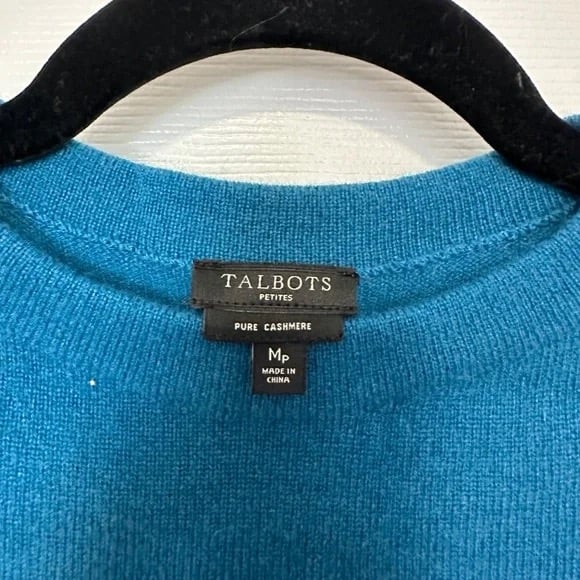 TALBOTS
PETITES
PURE CASHMERE
MP
MADE IN
CHINA